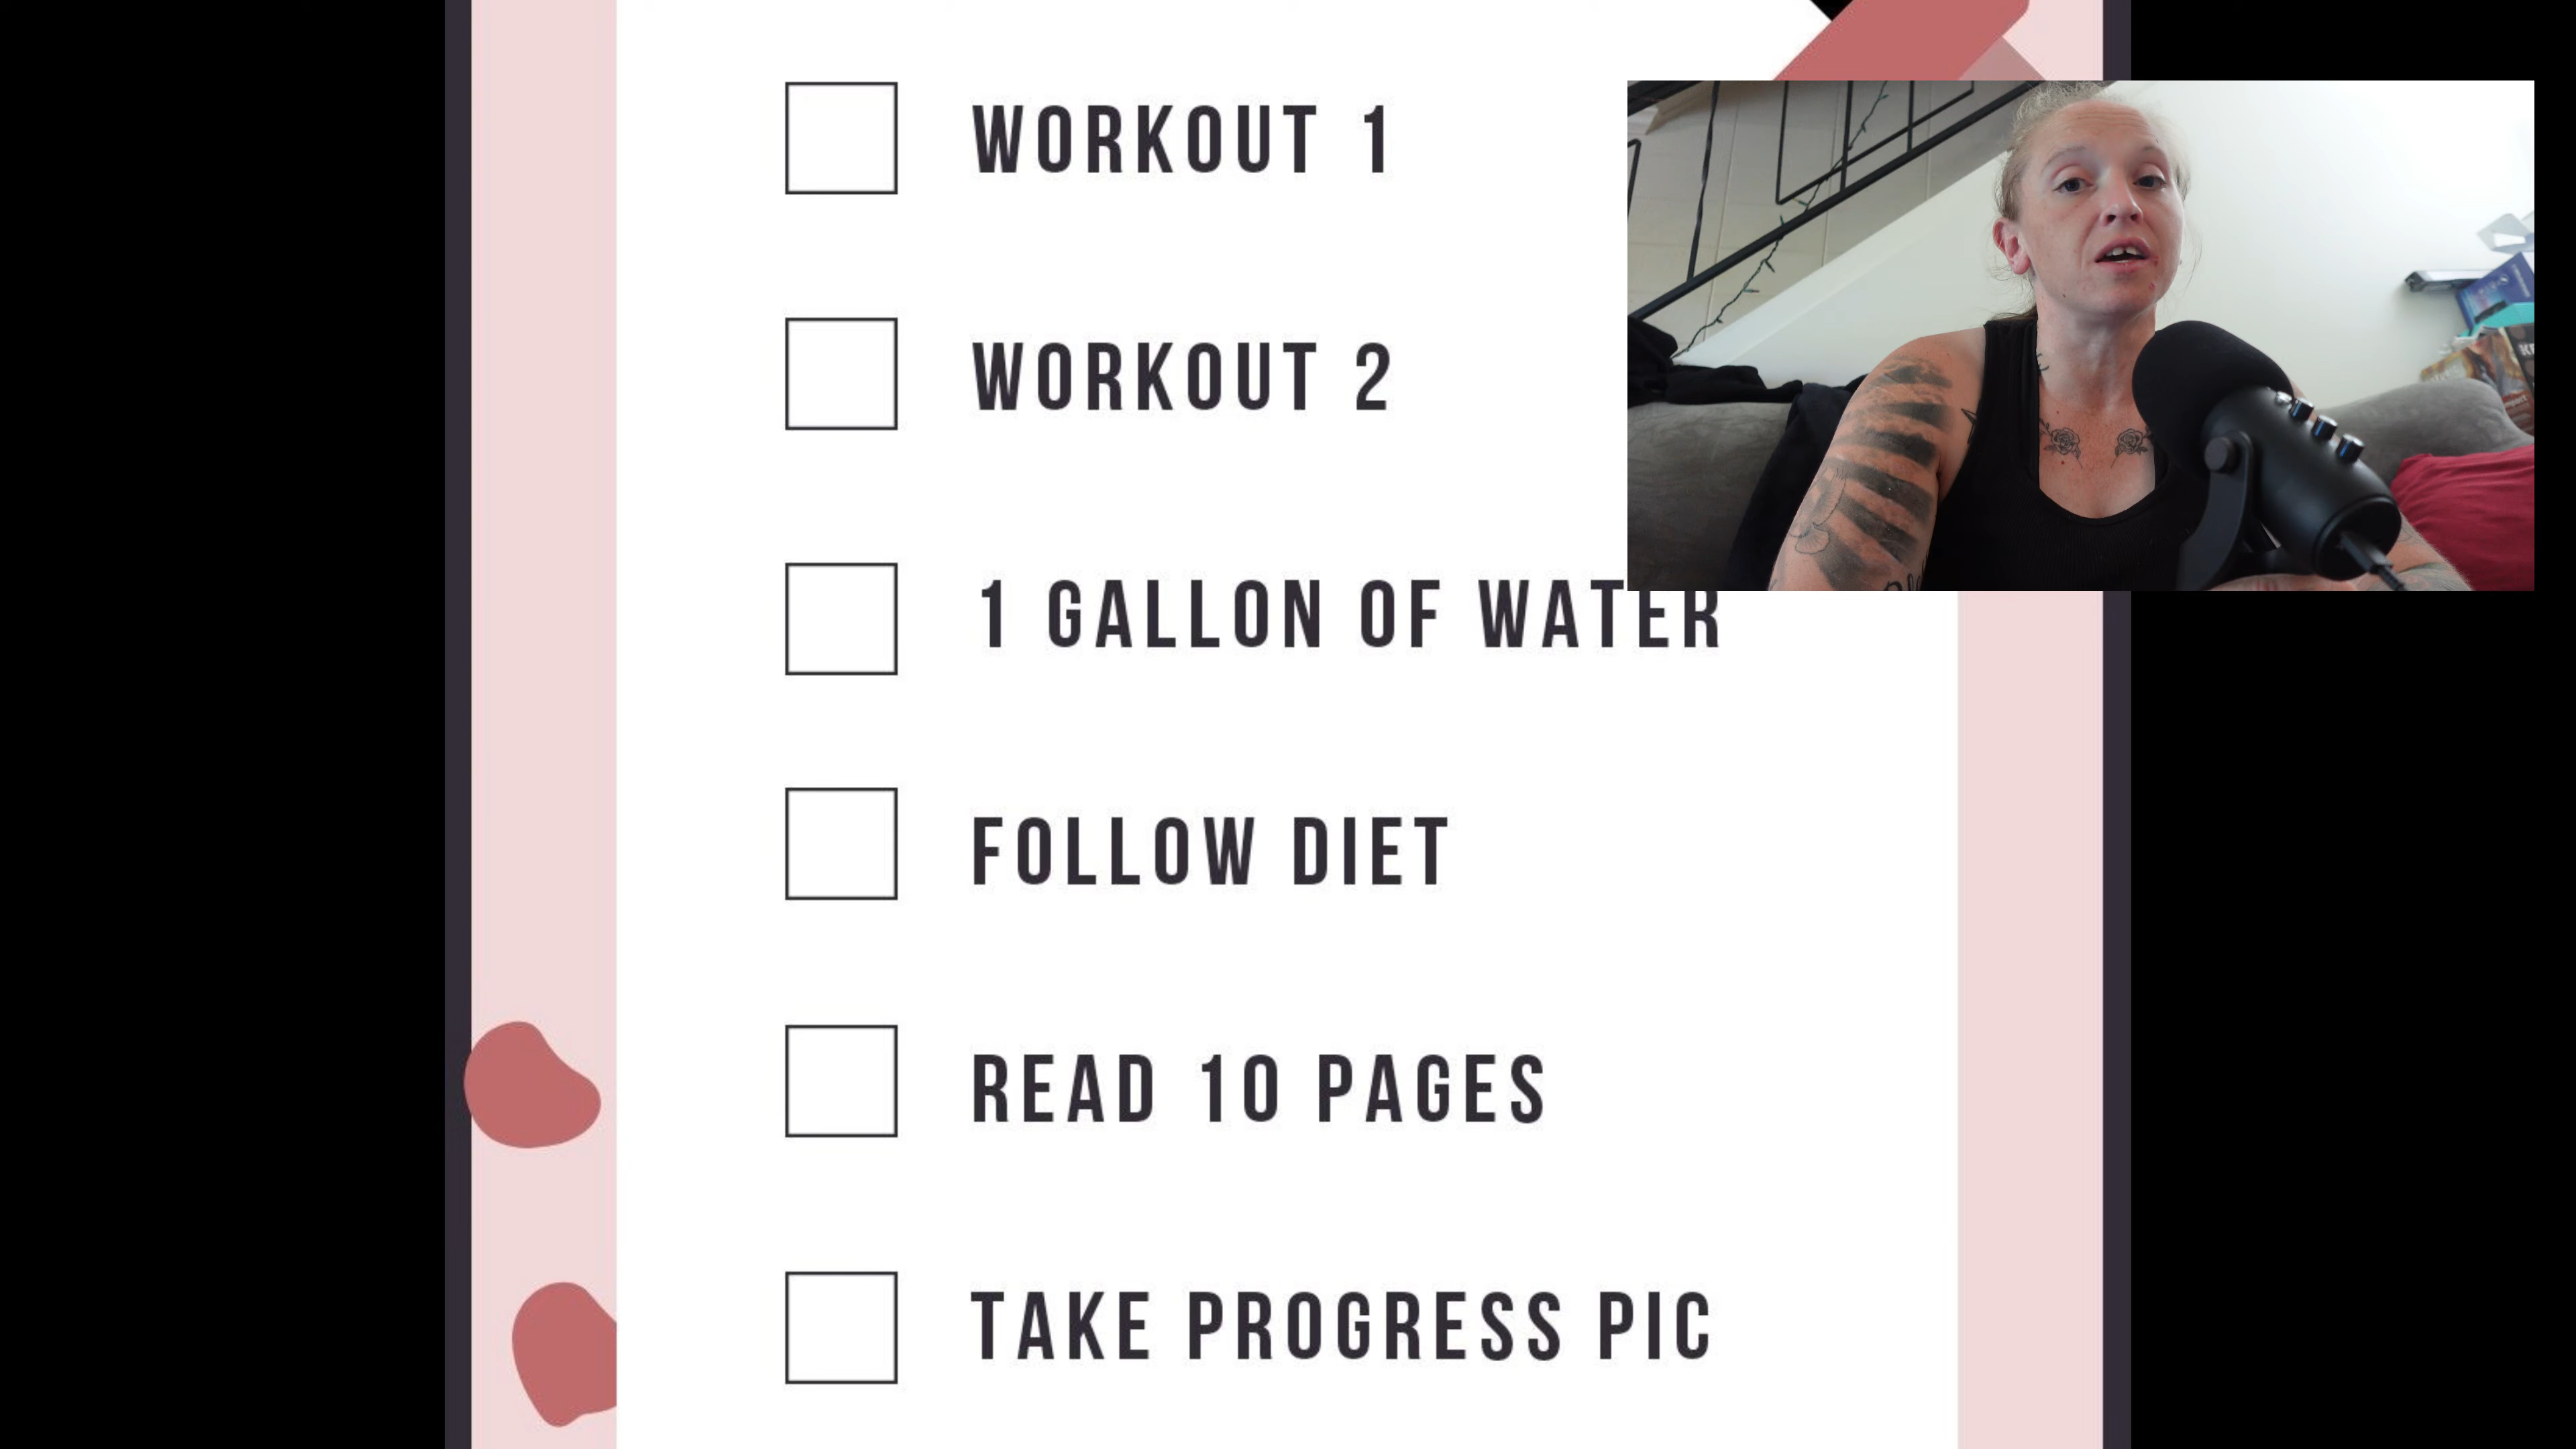 WORKOUT 1
WORKOUT 2
1 GALLON OF WATER
FOLLOW DIET
READ 10 PAGES
TAKE PROGRESS PIC